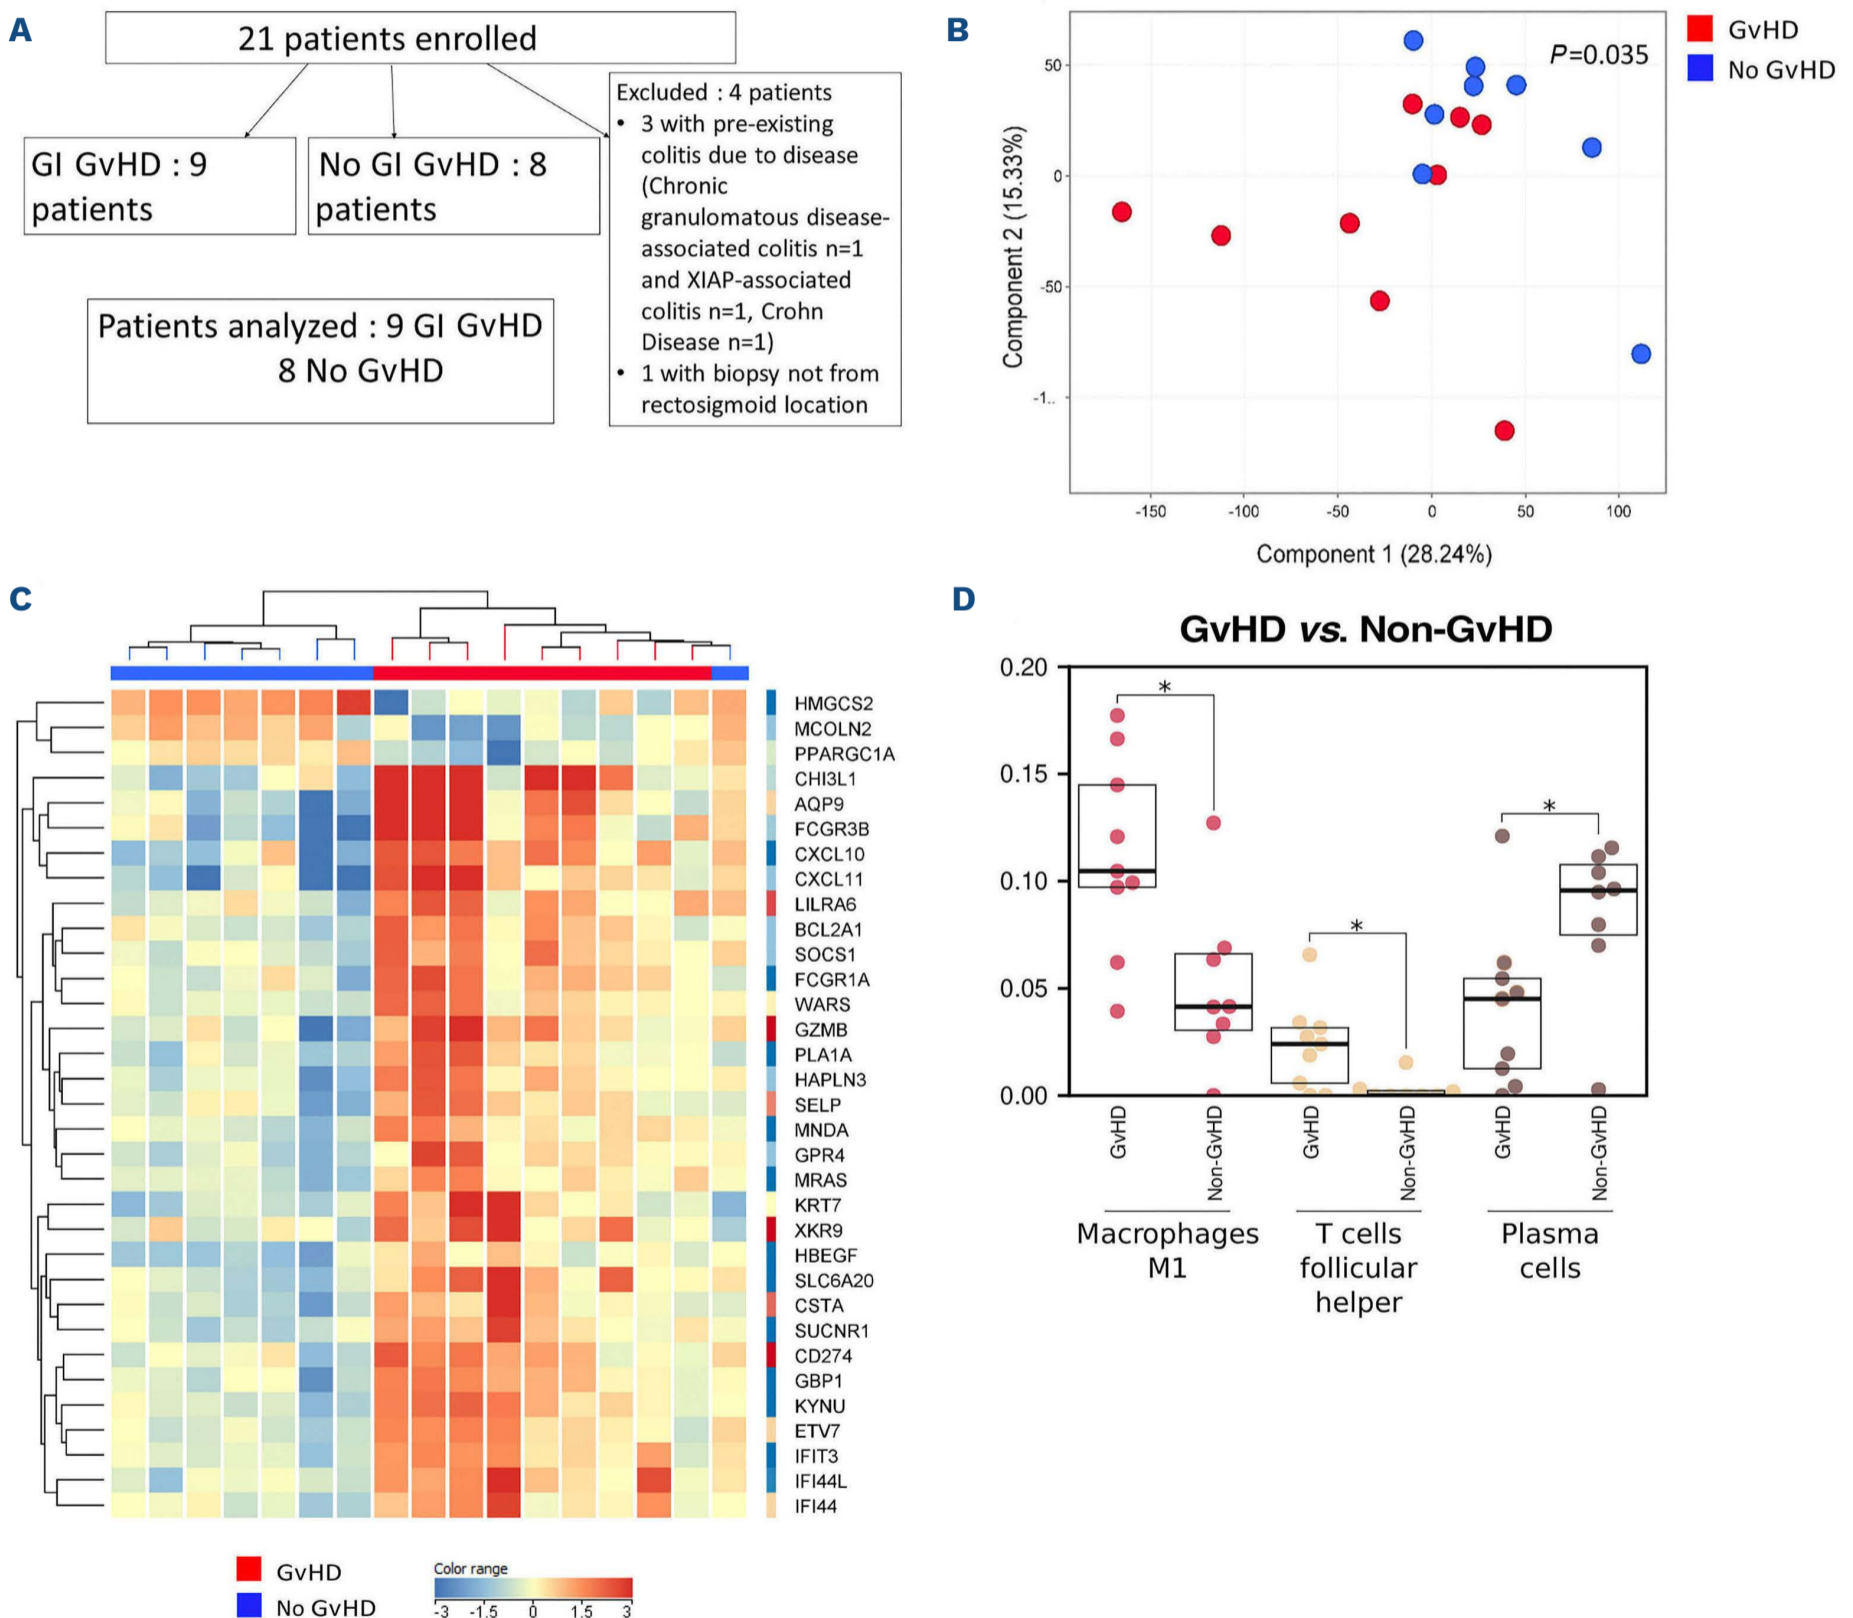 A
21 patients enrolled
GI GvHD : 9
patients
No GI GvHD : 8
patients
Excluded : 4 patients
• 3 with pre-existing
colitis due to disease
(Chronic
granulomatous disease-
associated colitis n=1
and XIAP-associated
colitis n=1, Crohn
Disease n=1)
• 1 with biopsy not from
rectosigmoid location
Patients analyzed : 9 GI GvHD
8 No GvHD
B
P=0.035
GvHD
No GvHD
Component 2 (15.33%)
50
0
-50
-1..
-150 -100 -50 0 50 100
Component 1 (28.24%)
C
HMGCS2
MCOLN2
PPARGC1A
CHI3L1
AQP9
FCGR3B
CXCL10
CXCL11
LILRA6
BCL2A1
SOCS1
FCGR1A
WARS
GZMB
PLA1A
HAPLN3
SELP
MNDA
GPR4
MRAS
KRT7
XKR9
HBEGF
SLC6A20
CSTA
SUCNR1
CD274
GBP1
KYNU
ETV7
IFIT3
IFI44L
IFI44
GvHD
No GvHD
Color range
-3 -1.5 0 1.5 3
D
GvHD vs. Non-GvHD
0.20
0.15
0.10
0.05
0.00
* * *
GvHD Non-GvHD GvHD Non-GvHD GvHD Non-GvHD
Macrophages
M1
T cells
follicular
helper
Plasma
cells